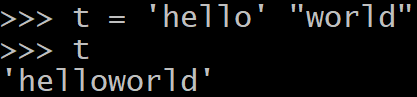 >>> t = 'hello' "world"
>>> t
'helloworld'